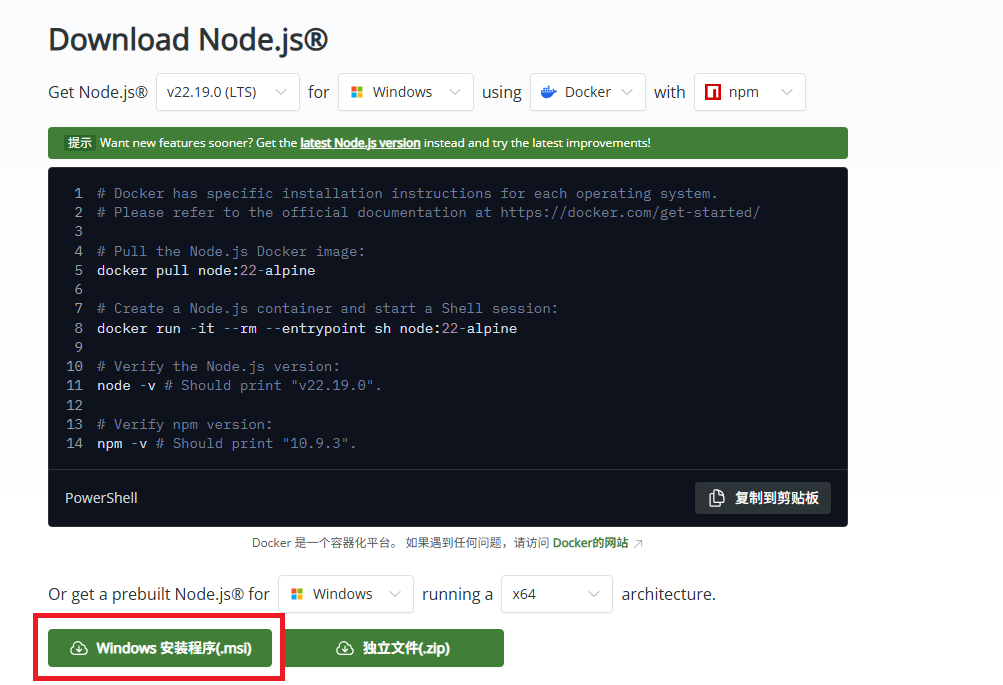 Download Node.js®
Get Node.js® v22.19.0 (LTS) for Windows using Docker with npm
提示 Want new features sooner? Get the latest Node.js version instead and try the latest improvements!
1 # Docker has specific installation instructions for each operating system.
2 # Please refer to the official documentation at https://docker.com/get-started/
3
4 # Pull the Node.js Docker image:
5 docker pull node:22-alpine
6
7 # Create a Node.js container and start a Shell session:
8 docker run -it --rm --entrypoint sh node:22-alpine
9
10 # Verify the Node.js version:
11 node -v # Should print "v22.19.0".
12
13 # Verify npm version:
14 npm -v # Should print "10.9.3".
PowerShell 复制到剪贴板
Docker 是一个容器化平台。 如果遇到任何问题，请访问 Docker的网站
Or get a prebuilt Node.js® for Windows running a x64 architecture.
Windows 安装程序(.msi) 独立文件(.zip)